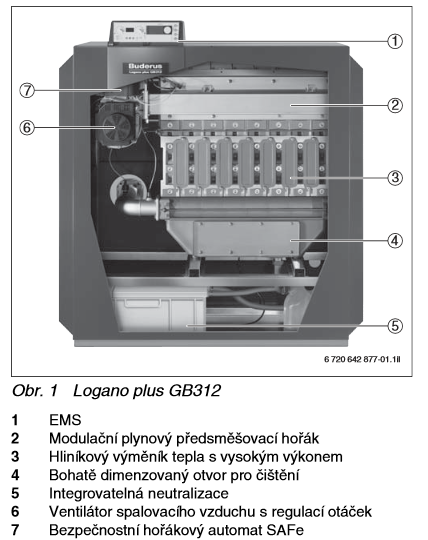 Buderus
Logano plus GB312
1
7
2
6
3
4
5
6 720 642 877-01.1II
Obr. 1 Logano plus GB312
1 EMS
2 Modulační plynový předsměšovací hořák
3 Hliníkový výměník tepla s vysokým výkonem
4 Bohatě dimenzovaný otvor pro čištění
5 Integrovatelná neutralizace
6 Ventilátor spalovacího vzduchu s regulací otáček
7 Bezpečnostní hořákový automat SAFe